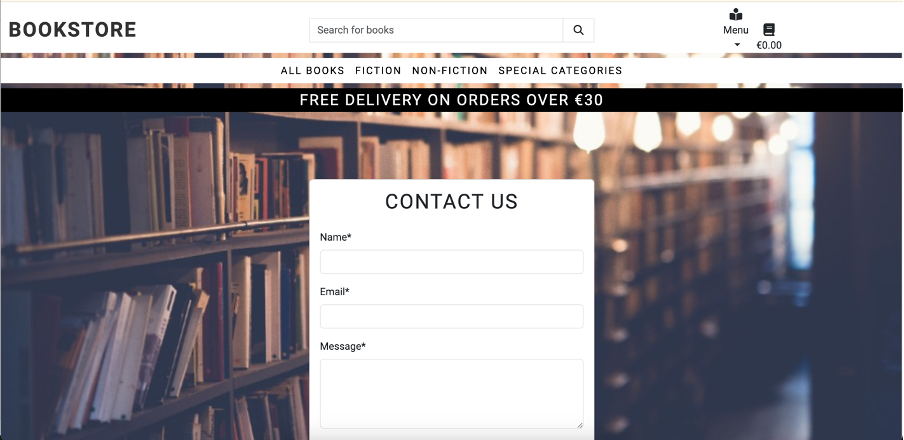 BOOKSTORE
Search for books
Menu
€0.00
ALL BOOKS FICTION NON-FICTION SPECIAL CATEGORIES
FREE DELIVERY ON ORDERS OVER €30
CONTACT US
Name*
Email*
Message*